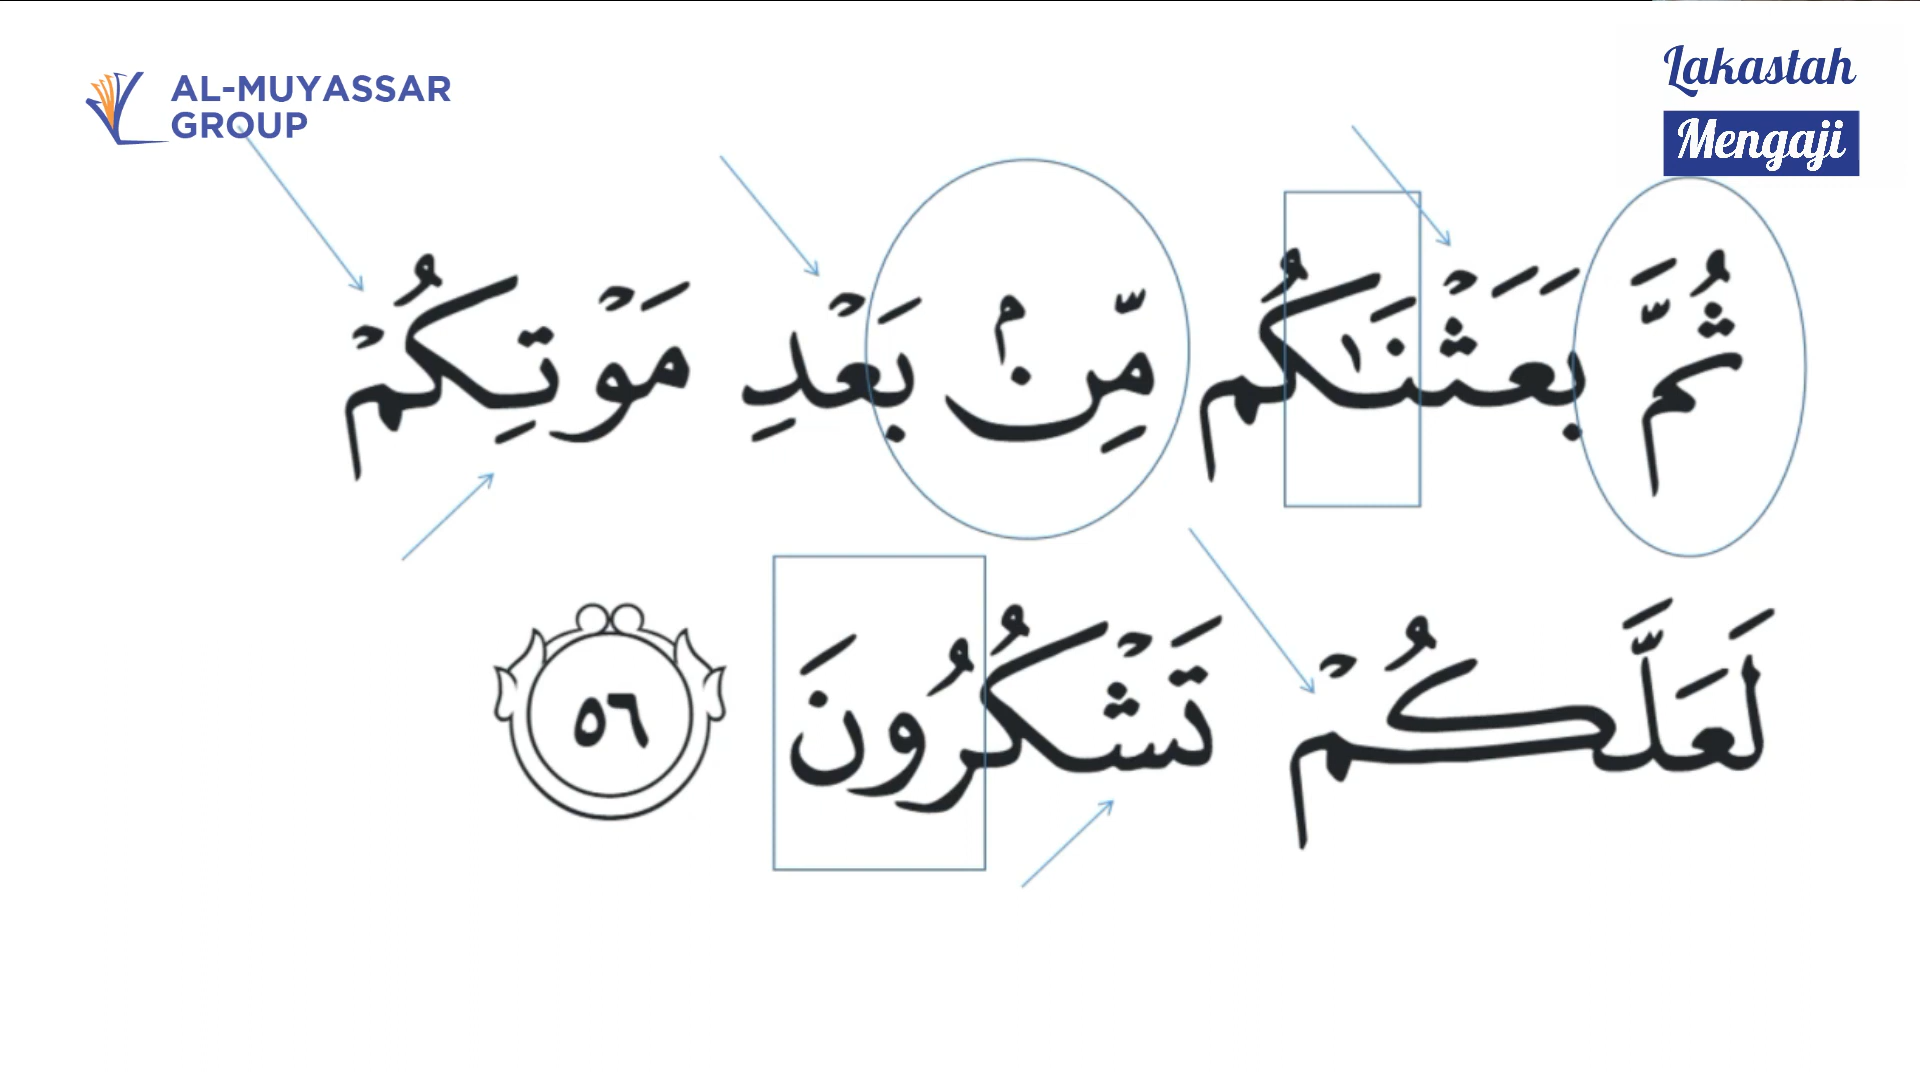 AL-MUYASSAR
GROUP
Lakastah
Mengaji
ثُمَّ بَعَثْنَـٰكُم مِّنۢ بَعْدِ مَوْتِكُمْ
لَعَلَّكُمْ تَشْكُرُونَ ٥٦